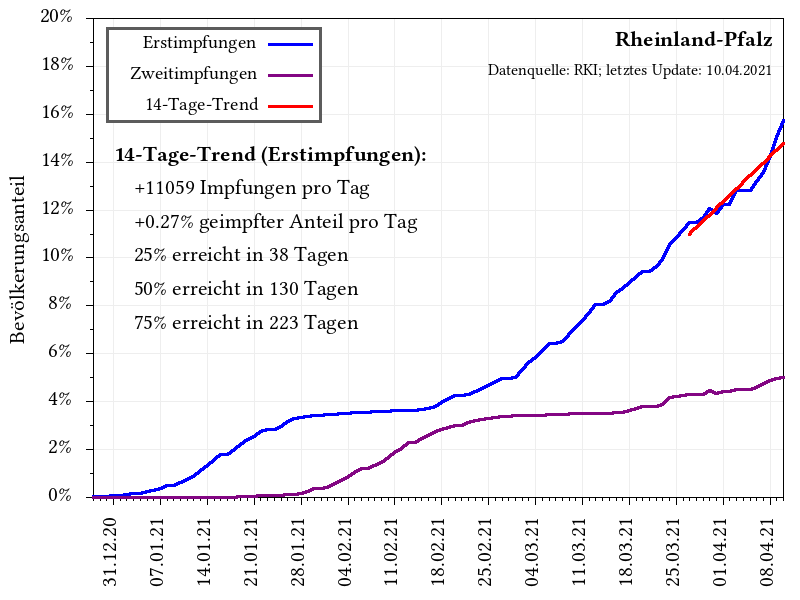 20%
18%
16%
14%
12%
10%
8%
6%
4%
2%
0%
Bevölkerungsanteil
Erstimpfungen
Zweitimpfungen
14-Tage-Trend
Rheinland-Pfalz
Datenquelle: RKI; letztes Update: 10.04.2021
14-Tage-Trend (Erstimpfungen):
+11059 Impfungen pro Tag
+0.27% geimpfter Anteil pro Tag
25% erreicht in 38 Tagen
50% erreicht in 130 Tagen
75% erreicht in 223 Tagen
31.12.20
07.01.21
14.01.21
21.01.21
28.01.21
04.02.21
11.02.21
18.02.21
25.02.21
04.03.21
11.03.21
18.03.21
25.03.21
01.04.21
08.04.21